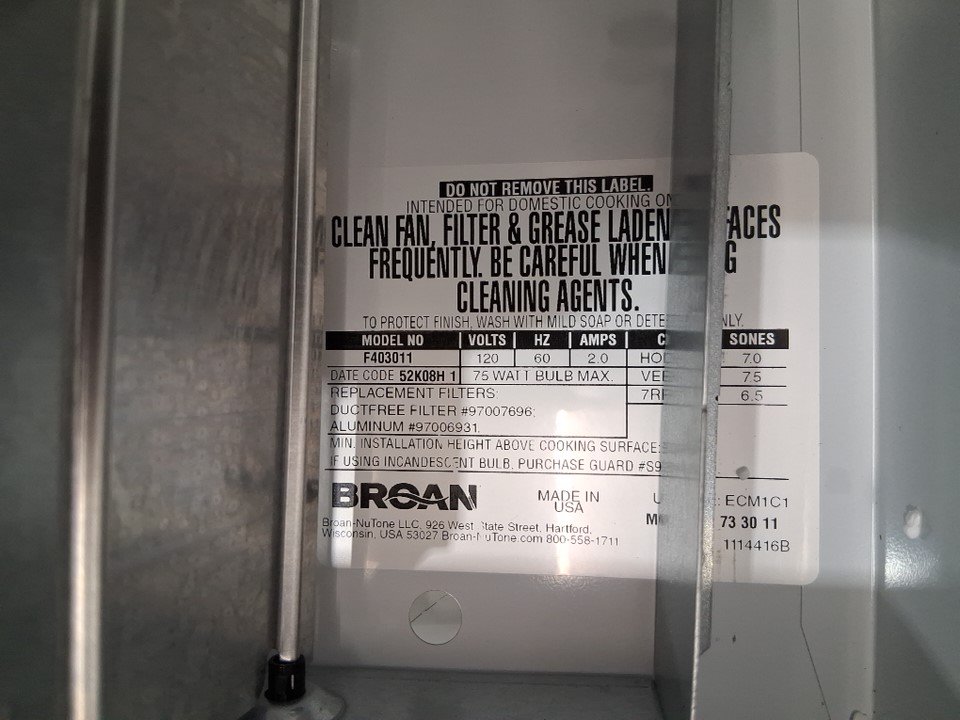 DO NOT REMOVE THIS LABEL.
INTENDED FOR DOMESTIC COOKING
CLEAN FAN, FILTER & GREASE LADEN FACES
FREQUENTLY. BE CAREFUL WHEN G
CLEANING AGENTS.
TO PROTECT FINISH, WASH WITH MILD SOAP OR DETE NLY.
MODEL NO VOLTS HZ AMPS C SONES
F403011 120 60 2.0 HO 7.0
DATE CODE 52K08H 1 75 WATT BULB MAX. VE 7.5
REPLACEMENT FILTERS: 7R 6.5
DUCTFREE FILTER #97007696;
ALUMINUM #97006931.
MIN. INSTALLATION HEIGHT ABOVE COOKING SURFACE:
IF USING INCANDESCENT BULB, PURCHASE GUARD #S9
BROAN MADE IN USA U : ECM1C1
M 73 30 11
Broan-NuTone LLC, 926 West State Street, Hartford,
Wisconsin, USA 53027 Broan-NuTone.com 800-558-1711 1114416B